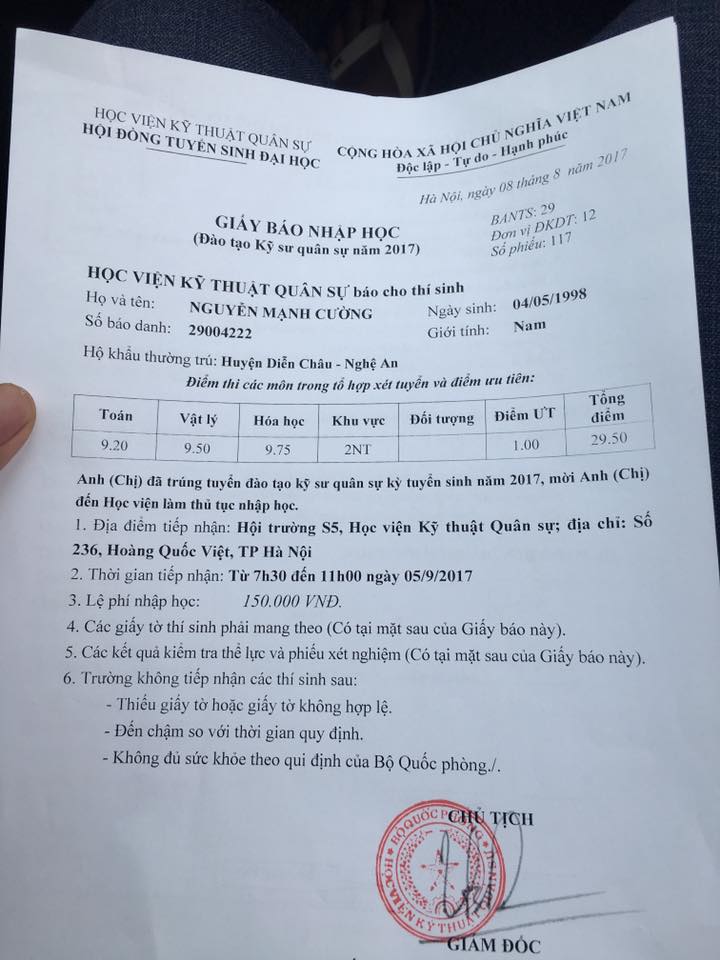 HỌC VIỆN KỸ THUẬT QUÂN SỰ
HỘI ĐỒNG TUYỂN SINH ĐẠI HỌC
CỘNG HÒA XÃ HỘI CHỦ NGHĨA VIỆT NAM
Độc lập - Tự do - Hạnh phúc
Hà Nội, ngày 08 tháng 8 năm 2017
GIẤY BÁO NHẬP HỌC
(Đào tạo Kỹ sư quân sự năm 2017)
BANTS: 29
Đơn vị ĐKDT: 12
Số phiếu: 117
HỌC VIỆN KỸ THUẬT QUÂN SỰ báo cho thí sinh
Họ và tên: NGUYỄN MẠNH CƯỜNG Ngày sinh: 04/05/1998
Số báo danh: 29004222 Giới tính: Nam
Hộ khẩu thường trú: Huyện Diễn Châu - Nghệ An
Điểm thi các môn trong tổ hợp xét tuyển và điểm ưu tiên:
Toán Vật lý Hóa học Khu vực Đối tượng Điểm ƯT Tổng điểm
9.20 9.50 9.75 2NT 1.00 29.50
Anh (Chị) đã trúng tuyển đào tạo kỹ sư quân sự kỳ tuyển sinh năm 2017, mời Anh (Chị)
đến Học viện làm thủ tục nhập học.
1. Địa điểm tiếp nhận: Hội trường S5, Học viện Kỹ thuật Quân sự; địa chỉ: Số
236, Hoàng Quốc Việt, TP Hà Nội
2. Thời gian tiếp nhận: Từ 7h30 đến 11h00 ngày 05/9/2017
3. Lệ phí nhập học: 150.000 VNĐ.
4. Các giấy tờ thí sinh phải mang theo (Có tại mặt sau của Giấy báo này).
5. Các kết quả kiểm tra thể lực và phiếu xét nghiệm (Có tại mặt sau của Giấy báo này).
6. Trường không tiếp nhận các thí sinh sau:
- Thiếu giấy tờ hoặc giấy tờ không hợp lệ.
- Đến chậm so với thời gian quy định.
- Không đủ sức khỏe theo qui định của Bộ Quốc phòng./.
CHỦ TỊCH
BỘ QUỐC PHÒNG
HỌC VIỆN KỸ THUẬT QUÂN SỰ
GIÁM ĐỐC